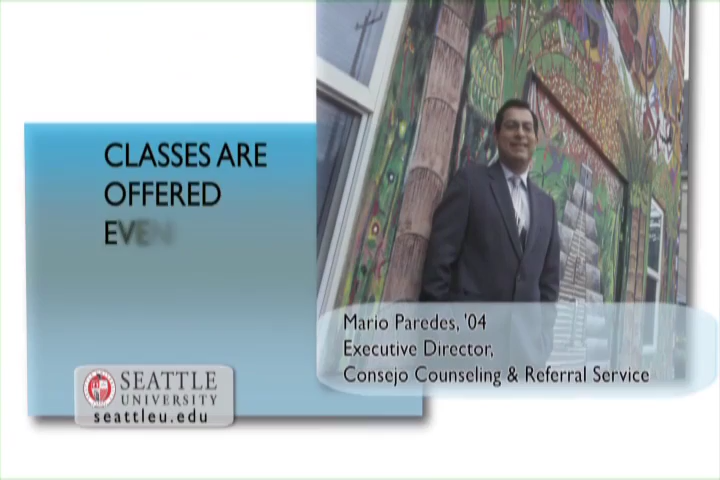 CLASSES ARE
OFFERED
Mario Paredes, '04
Executive Director,
Consejo Counseling & Referral Service
SEATTLE
UNIVERSITY
seattleu.edu